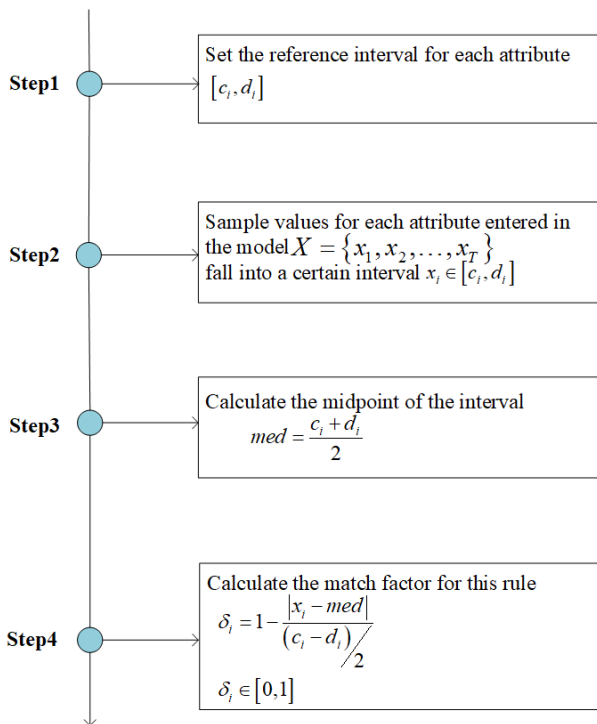 Step1
Set the reference interval for each attribute
[c_i, d_i]
Step2
Sample values for each attribute entered in
the model X = {x_1, x_2, ..., x_T}
fall into a certain interval x_i ∈ [c_i, d_i]
Step3
Calculate the midpoint of the interval
med = (c_i + d_i) / 2
Step4
Calculate the match factor for this rule
δ_i = 1 - |x_i - med| / ((c_i - d_i)/2)
δ_i ∈ [0,1]